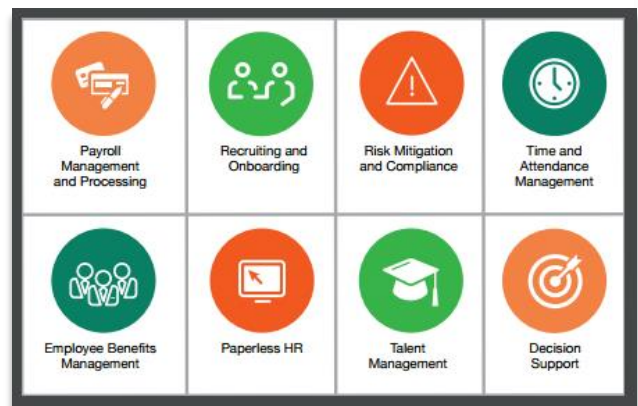 Payroll
Management
and Processing
Recruiting and
Onboarding
Risk Mitigation
and Compliance
Time and
Attendance
Management
Employee Benefits
Management
Paperless HR
Talent
Management
Decision
Support